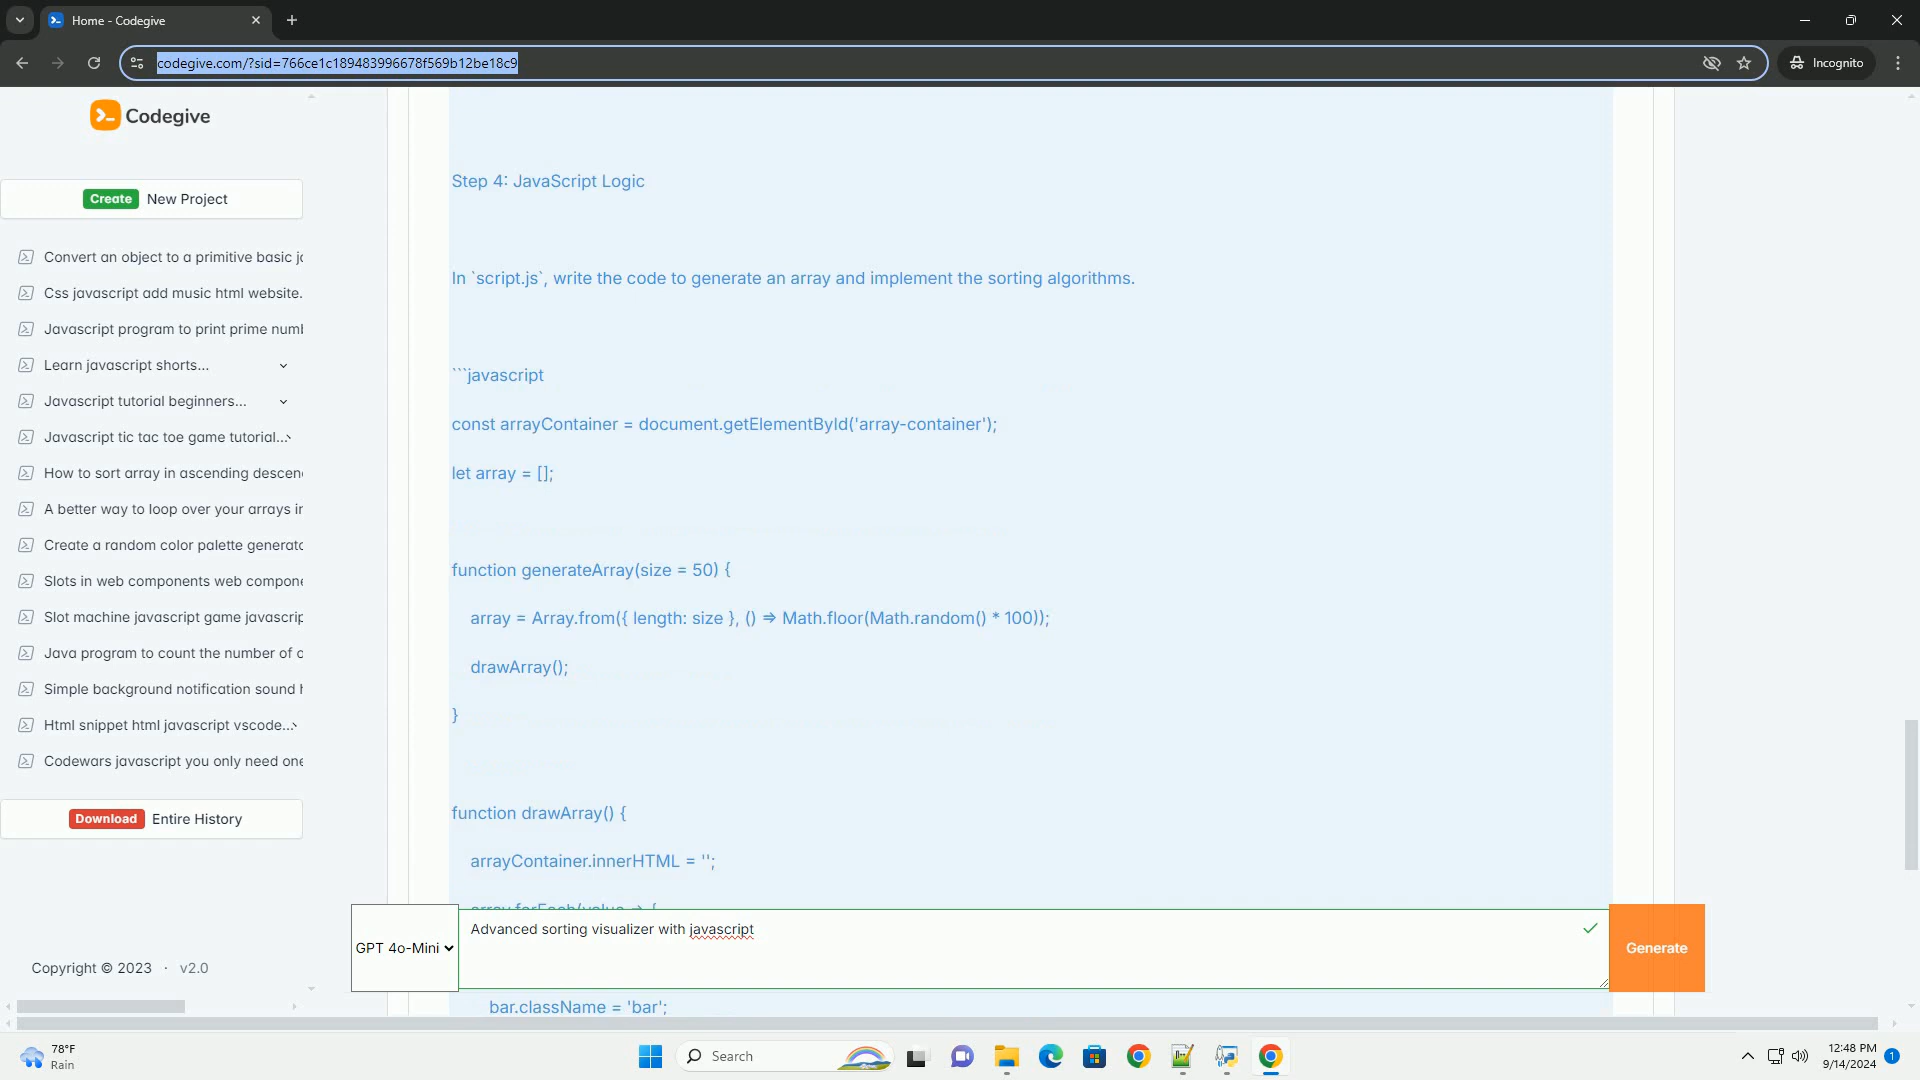 Home - Codegive
codegive.com/?sid=766ce1c189483996678f569b12be18c9
Incognito
Codegive
Create New Project
Convert an object to a primitive basic
Css javascript add music html website.
Javascript program to print prime
Learn javascript shorts...
Javascript tutorial beginners...
Javascript tic tac toe game tutorial...
How to sort array in ascending
A better way to loop over your arrays
Create a random color palette
Slots in web components web
Slot machine javascript game
Java program to count the number of
Simple background notification sound
Html snippet html javascript vscode...
Codewars javascript you only need
Download Entire History
Copyright © 2023 · v2.0
Step 4: JavaScript Logic
In `script.js`, write the code to generate an array and implement the sorting algorithms.
```javascript
const arrayContainer = document.getElementById('array-container');
let array = [];
function generateArray(size = 50) {
array = Array.from({ length: size }, () => Math.floor(Math.random() * 100));
drawArray();
}
function drawArray() {
arrayContainer.innerHTML = '';
array.forEach(value => {
GPT 4o-Mini
Advanced sorting visualizer with javascript
Generate
bar.className = 'bar';
78°F
Rain
Search
12:48 PM
9/14/2024
1